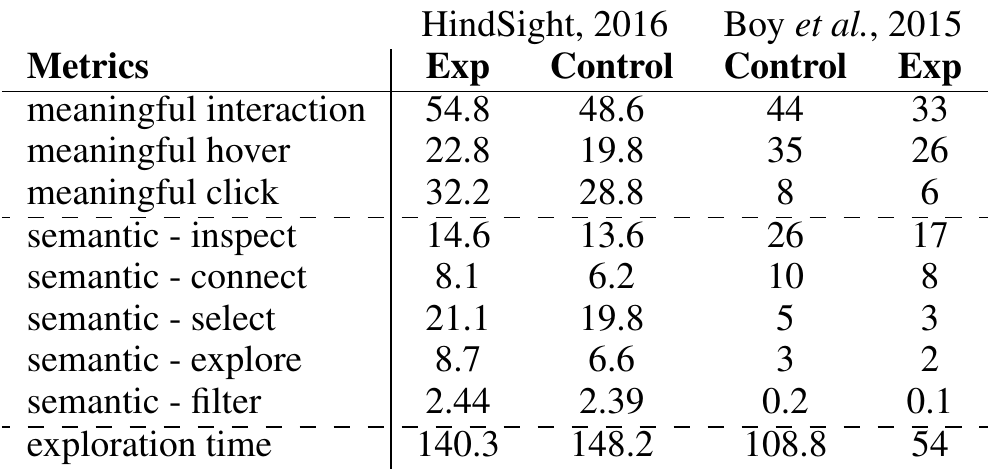 HindSight, 2016 Boy et al., 2015
Metrics Exp Control Control Exp
meaningful interaction 54.8 48.6 44 33
meaningful hover 22.8 19.8 35 26
meaningful click 32.2 28.8 8 6
semantic - inspect 14.6 13.6 26 17
semantic - connect 8.1 6.2 10 8
semantic - select 21.1 19.8 5 3
semantic - explore 8.7 6.6 3 2
semantic - filter 2.44 2.39 0.2 0.1
exploration time 140.3 148.2 108.8 54